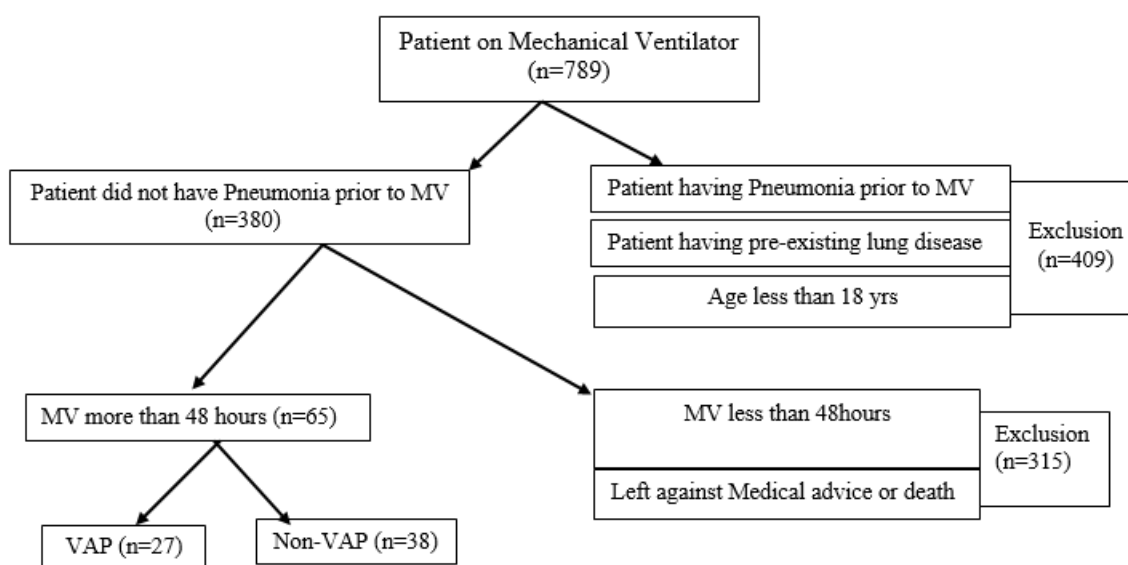 Patient on Mechanical Ventilator
(n=789)
Patient did not have Pneumonia prior to MV
(n=380)
Patient having Pneumonia prior to MV
Patient having pre-existing lung disease
Age less than 18 yrs
Exclusion
(n=409)
MV more than 48 hours (n=65)
MV less than 48hours
Left against Medical advice or death
Exclusion
(n=315)
VAP (n=27)
Non-VAP (n=38)